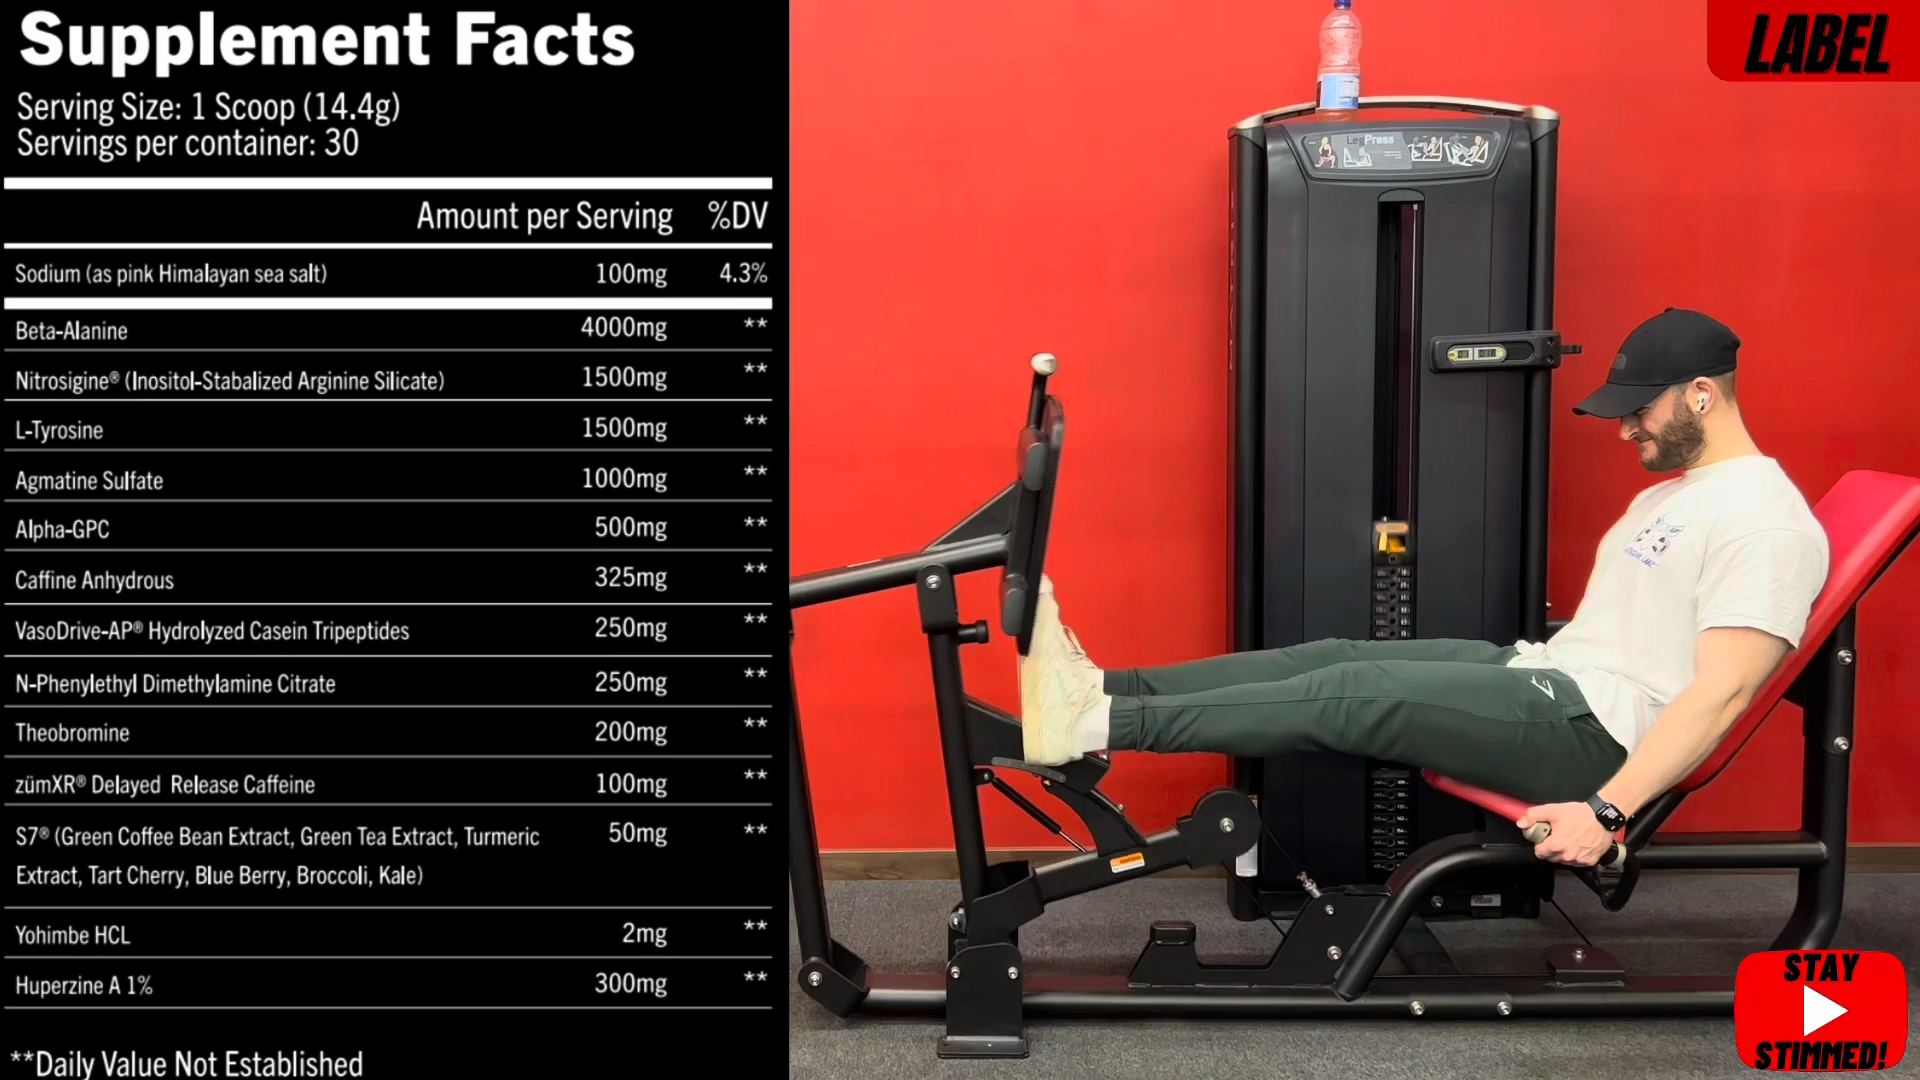 Supplement Facts
Serving Size: 1 Scoop (14.4g)
Servings per container: 30
Amount per Serving %DV
Sodium (as pink Himalayan sea salt) 100mg 4.3%
Beta-Alanine 4000mg **
Nitrosigine® (Inositol-Stabalized Arginine Silicate) 1500mg **
L-Tyrosine 1500mg **
Agmatine Sulfate 1000mg **
Alpha-GPC 500mg **
Caffine Anhydrous 325mg **
VasoDrive-AP® Hydrolyzed Casein Tripeptides 250mg **
N-Phenylethyl Dimethylamine Citrate 250mg **
Theobromine 200mg **
zümXR® Delayed Release Caffeine 100mg **
S7® (Green Coffee Bean Extract, Green Tea Extract, Turmeric 50mg **
Extract, Tart Cherry, Blue Berry, Broccoli, Kale)
Yohimbe HCL 2mg **
Huperzine A 1% 300mg **
**Daily Value Not Established
LegPress
LABEL
STAY
STIMMED!